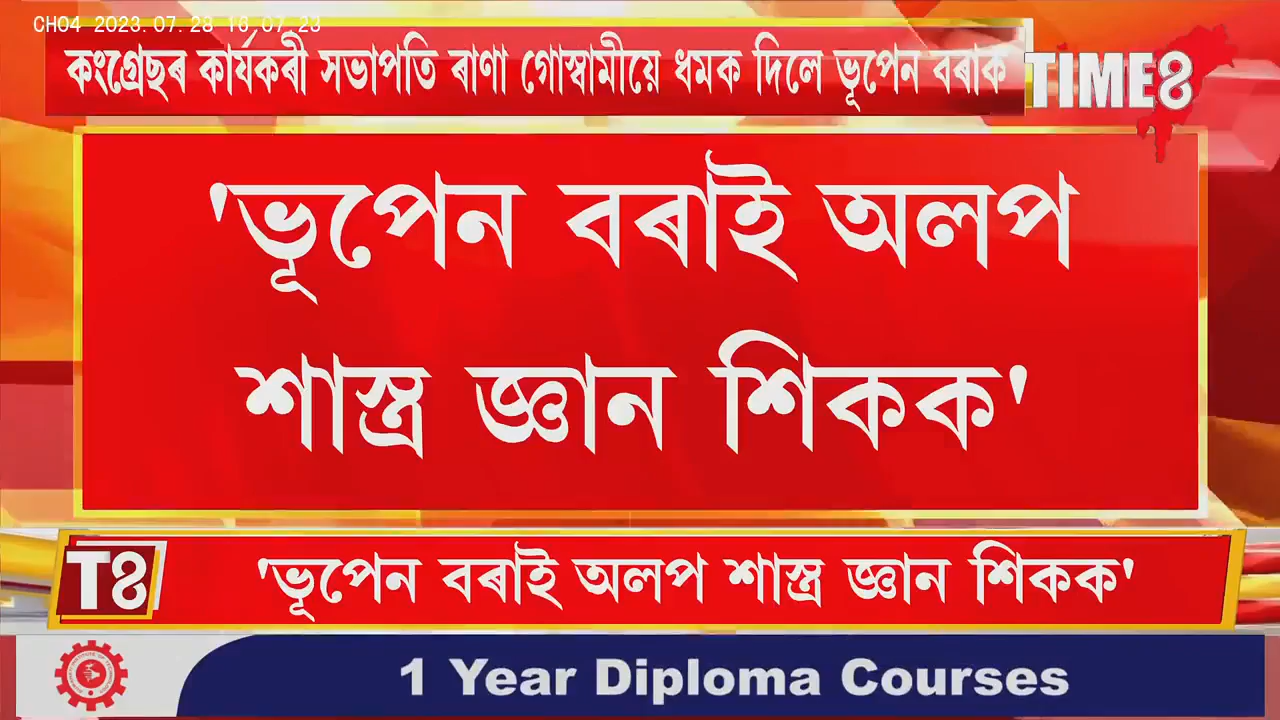 CH04 2023.07.28 16.07.23
কংগ্ৰেছৰ কাৰ্যকৰী সভাপতি ৰাণা গোস্বামীয়ে ধমক দিলে ভূপেন বৰাক
TIME8
'ভূপেন বৰাই অলপ
শাস্ত্ৰ জ্ঞান শিকক'
T8
'ভূপেন বৰাই অলপ শাস্ত্ৰ জ্ঞান শিকক'
1 Year Diploma Courses